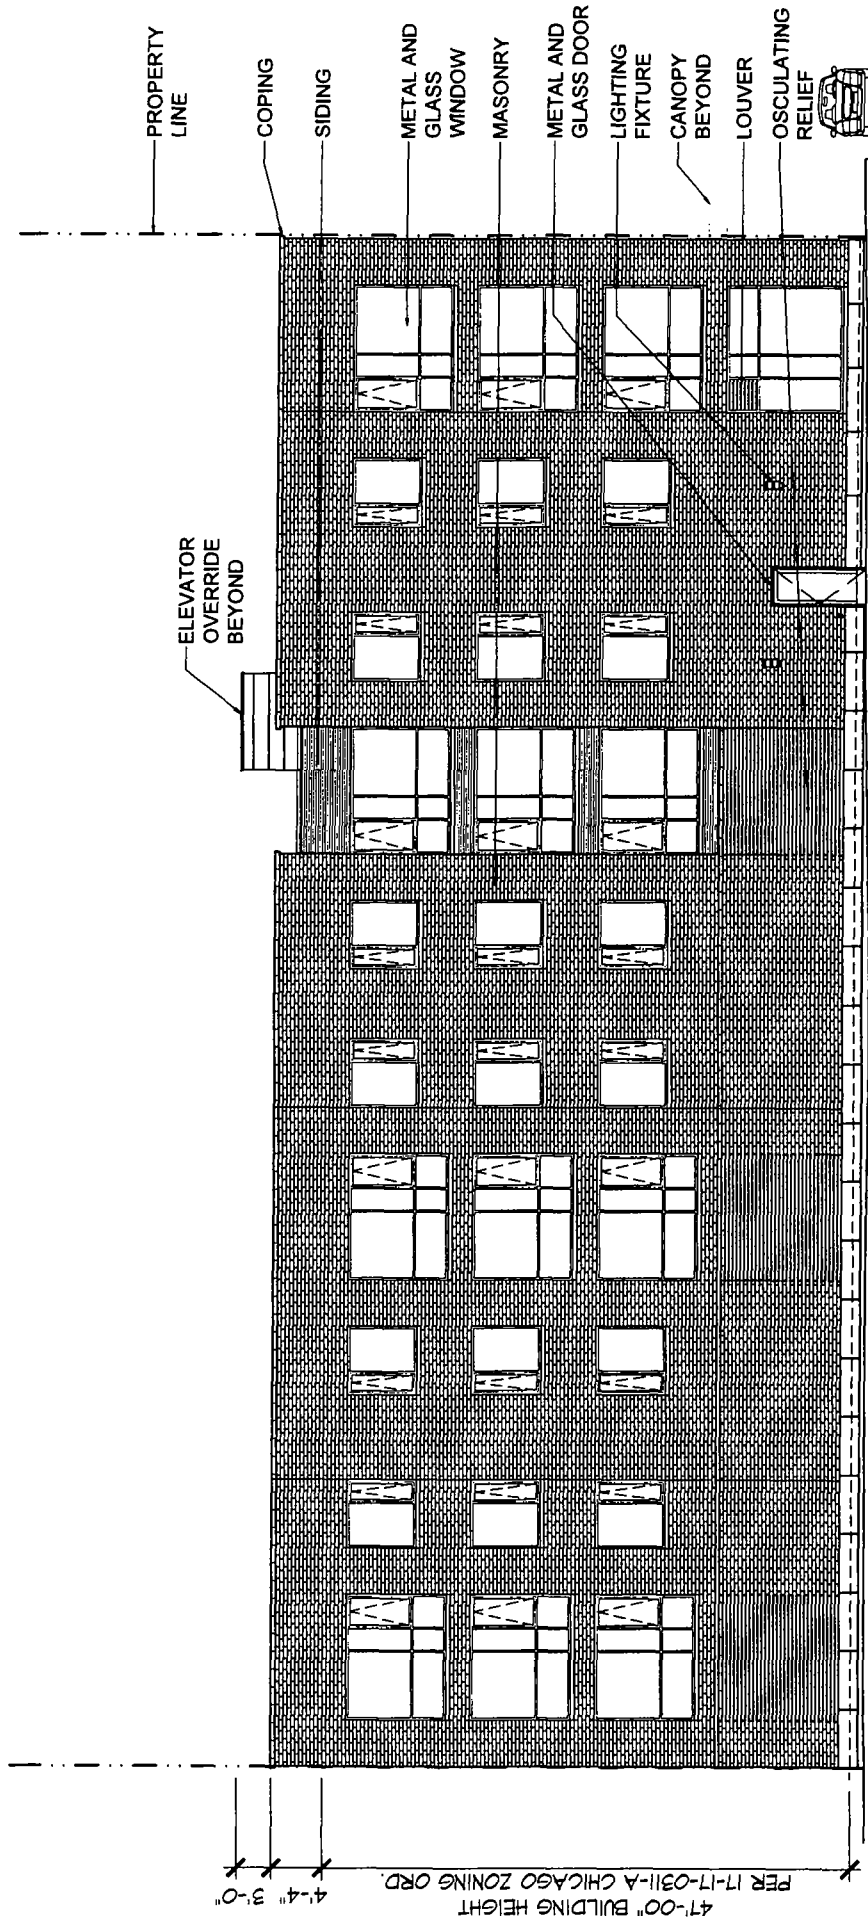 PROPERTY
LINE
COPING
SIDING
METAL AND
GLASS
WINDOW
MASONRY
METAL AND
GLASS DOOR
LIGHTING
FIXTURE
CANOPY
BEYOND
LOUVER
OSCULATING
RELIEF
ELEVATOR
OVERRIDE
BEYOND
3'-0"
4'-4"
47'-00" BUILDING HEIGHT
PER 17-17-0311-A CHICAGO ZONING ORD.